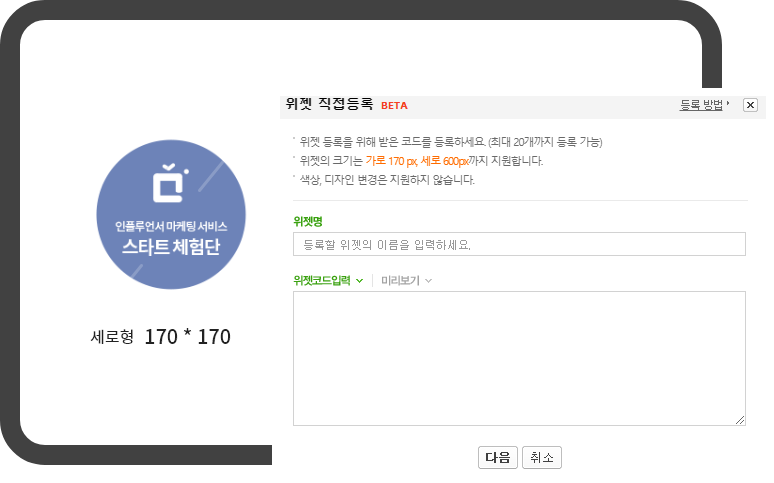 위젯 직접등록 BETA
등록 방법
위젯 등록을 위해 받은 코드를 등록하세요. (최대 20개까지 등록 가능)
위젯의 크기는 가로 170 px, 세로 600px까지 지원합니다.
색상, 디자인 변경은 지원하지 않습니다.
인플루언서 마케팅 서비스
스타트 체험단
세로형 170 * 170
위젯명
등록할 위젯의 이름을 입력하세요.
위젯코드입력 미리보기
다음 취소